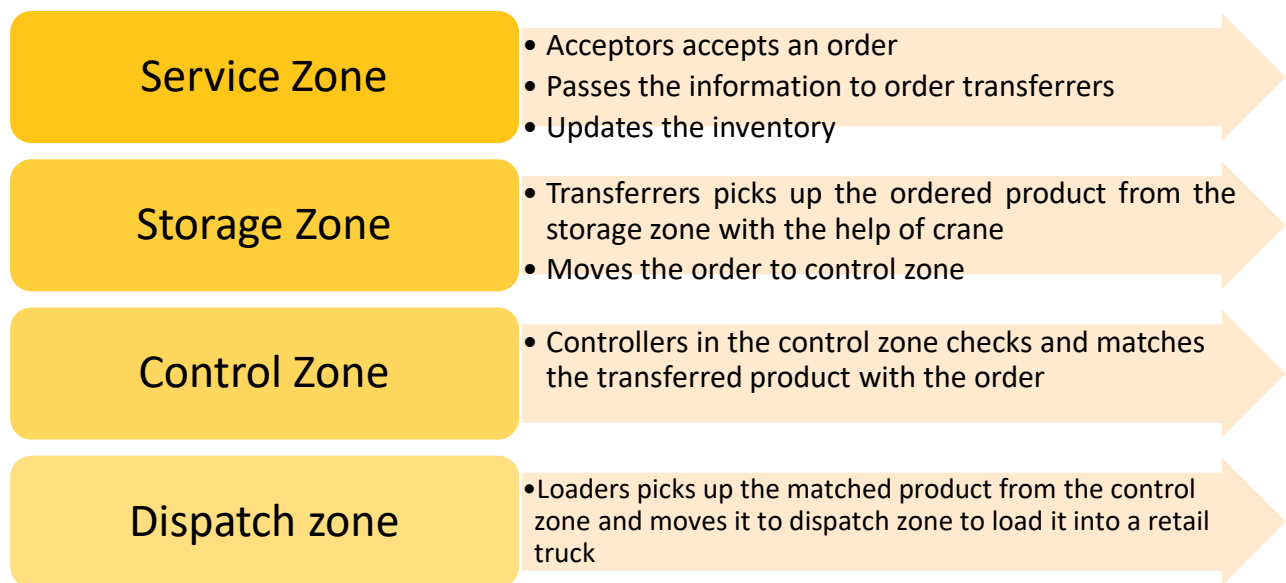 Service Zone
• Acceptors accepts an order
• Passes the information to order transferrers
• Updates the inventory
Storage Zone
• Transferrers picks up the ordered product from the
storage zone with the help of crane
• Moves the order to control zone
Control Zone
• Controllers in the control zone checks and matches
the transferred product with the order
Dispatch zone
•Loaders picks up the matched product from the control
zone and moves it to dispatch zone to load it into a retail
truck